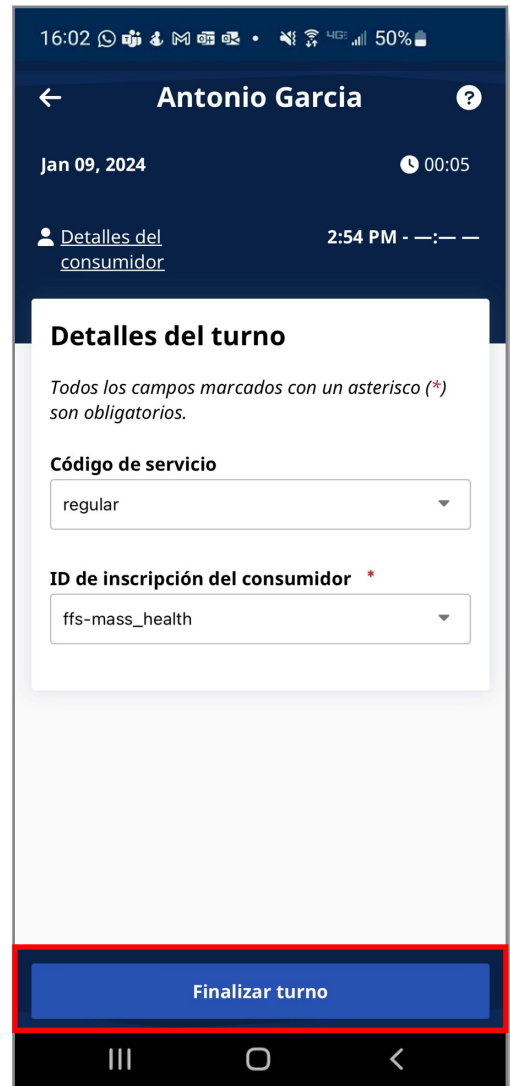 16:02 4GE 50%
Antonio Garcia ?
Jan 09, 2024 00:05
Detalles del 2:54 PM - —:— —
consumidor
Detalles del turno
Todos los campos marcados con un asterisco (*)
son obligatorios.
Código de servicio
regular
ID de inscripción del consumidor *
ffs-mass_health
Finalizar turno